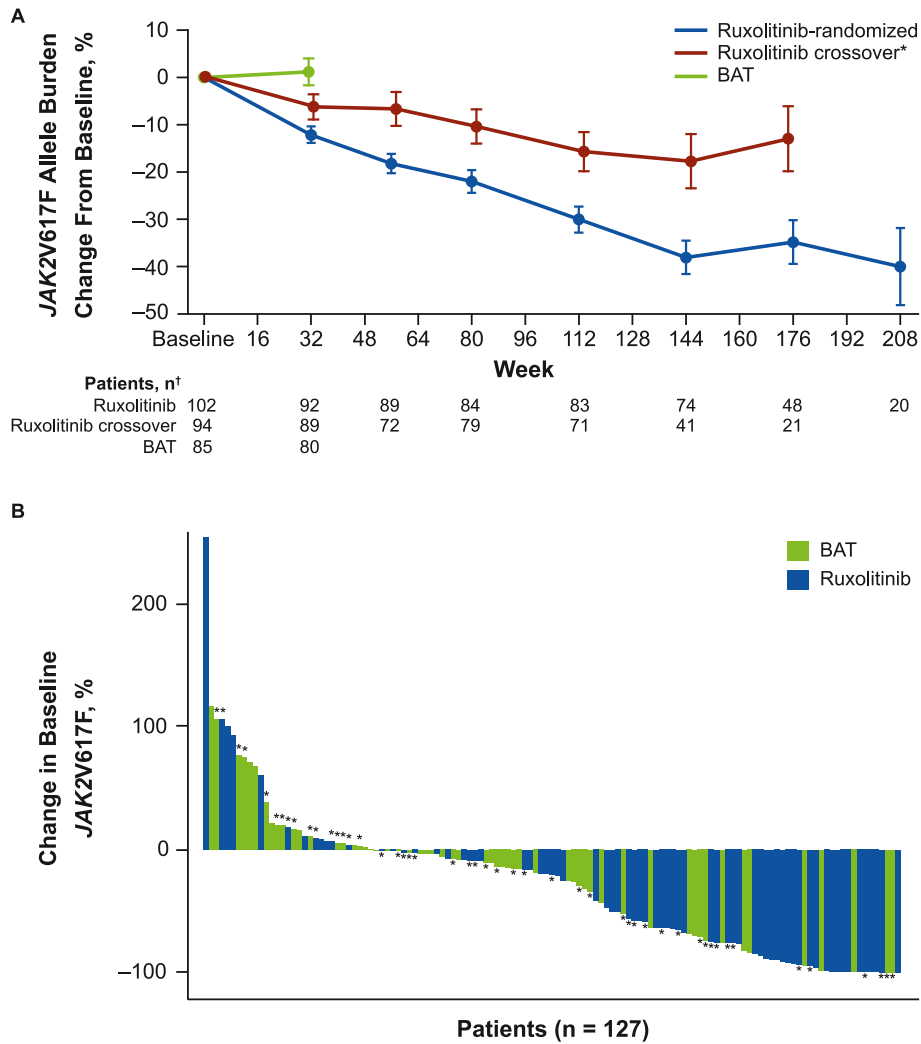 A
JAK2V617F Allele Burden
Change From Baseline, %
10
0
–10
–20
–30
–40
–50
Ruxolitinib-randomized
Ruxolitinib crossover*
BAT
Baseline 16 32 48 64 80 96 112 128 144 160 176 192 208
Week
Patients, n†
Ruxolitinib 102 92 89 84 83 74 48 20
Ruxolitinib crossover 94 89 72 79 71 41 21
BAT 85 80
B
Change in Baseline
JAK2V617F, %
200
100
0
–100
BAT
Ruxolitinib
Patients (n = 127)